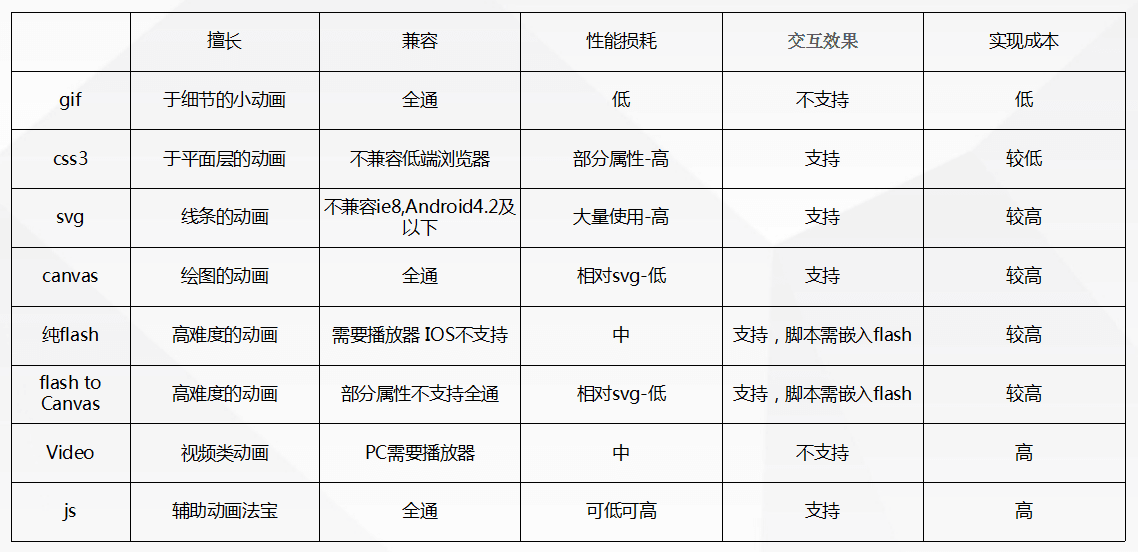 擅长 兼容 性能损耗 交互效果 实现成本
gif 于细节的小动画 全通 低 不支持 低
css3 于平面层的动画 不兼容低端浏览器 部分属性-高 支持 较低
svg 线条的动画 不兼容ie8,Android4.2及 大量使用-高 支持 较高
以下
canvas 绘图的动画 全通 相对svg-低 支持 较高
纯flash 高难度的动画 需要播放器 IOS不支持 中 支持，脚本需嵌入flash 较高
flash to 高难度的动画 部分属性不支持全通 相对svg-低 支持，脚本需嵌入flash 较高
Canvas
Video 视频类动画 PC需要播放器 中 不支持 高
js 辅助动画法宝 全通 可低可高 支持 高